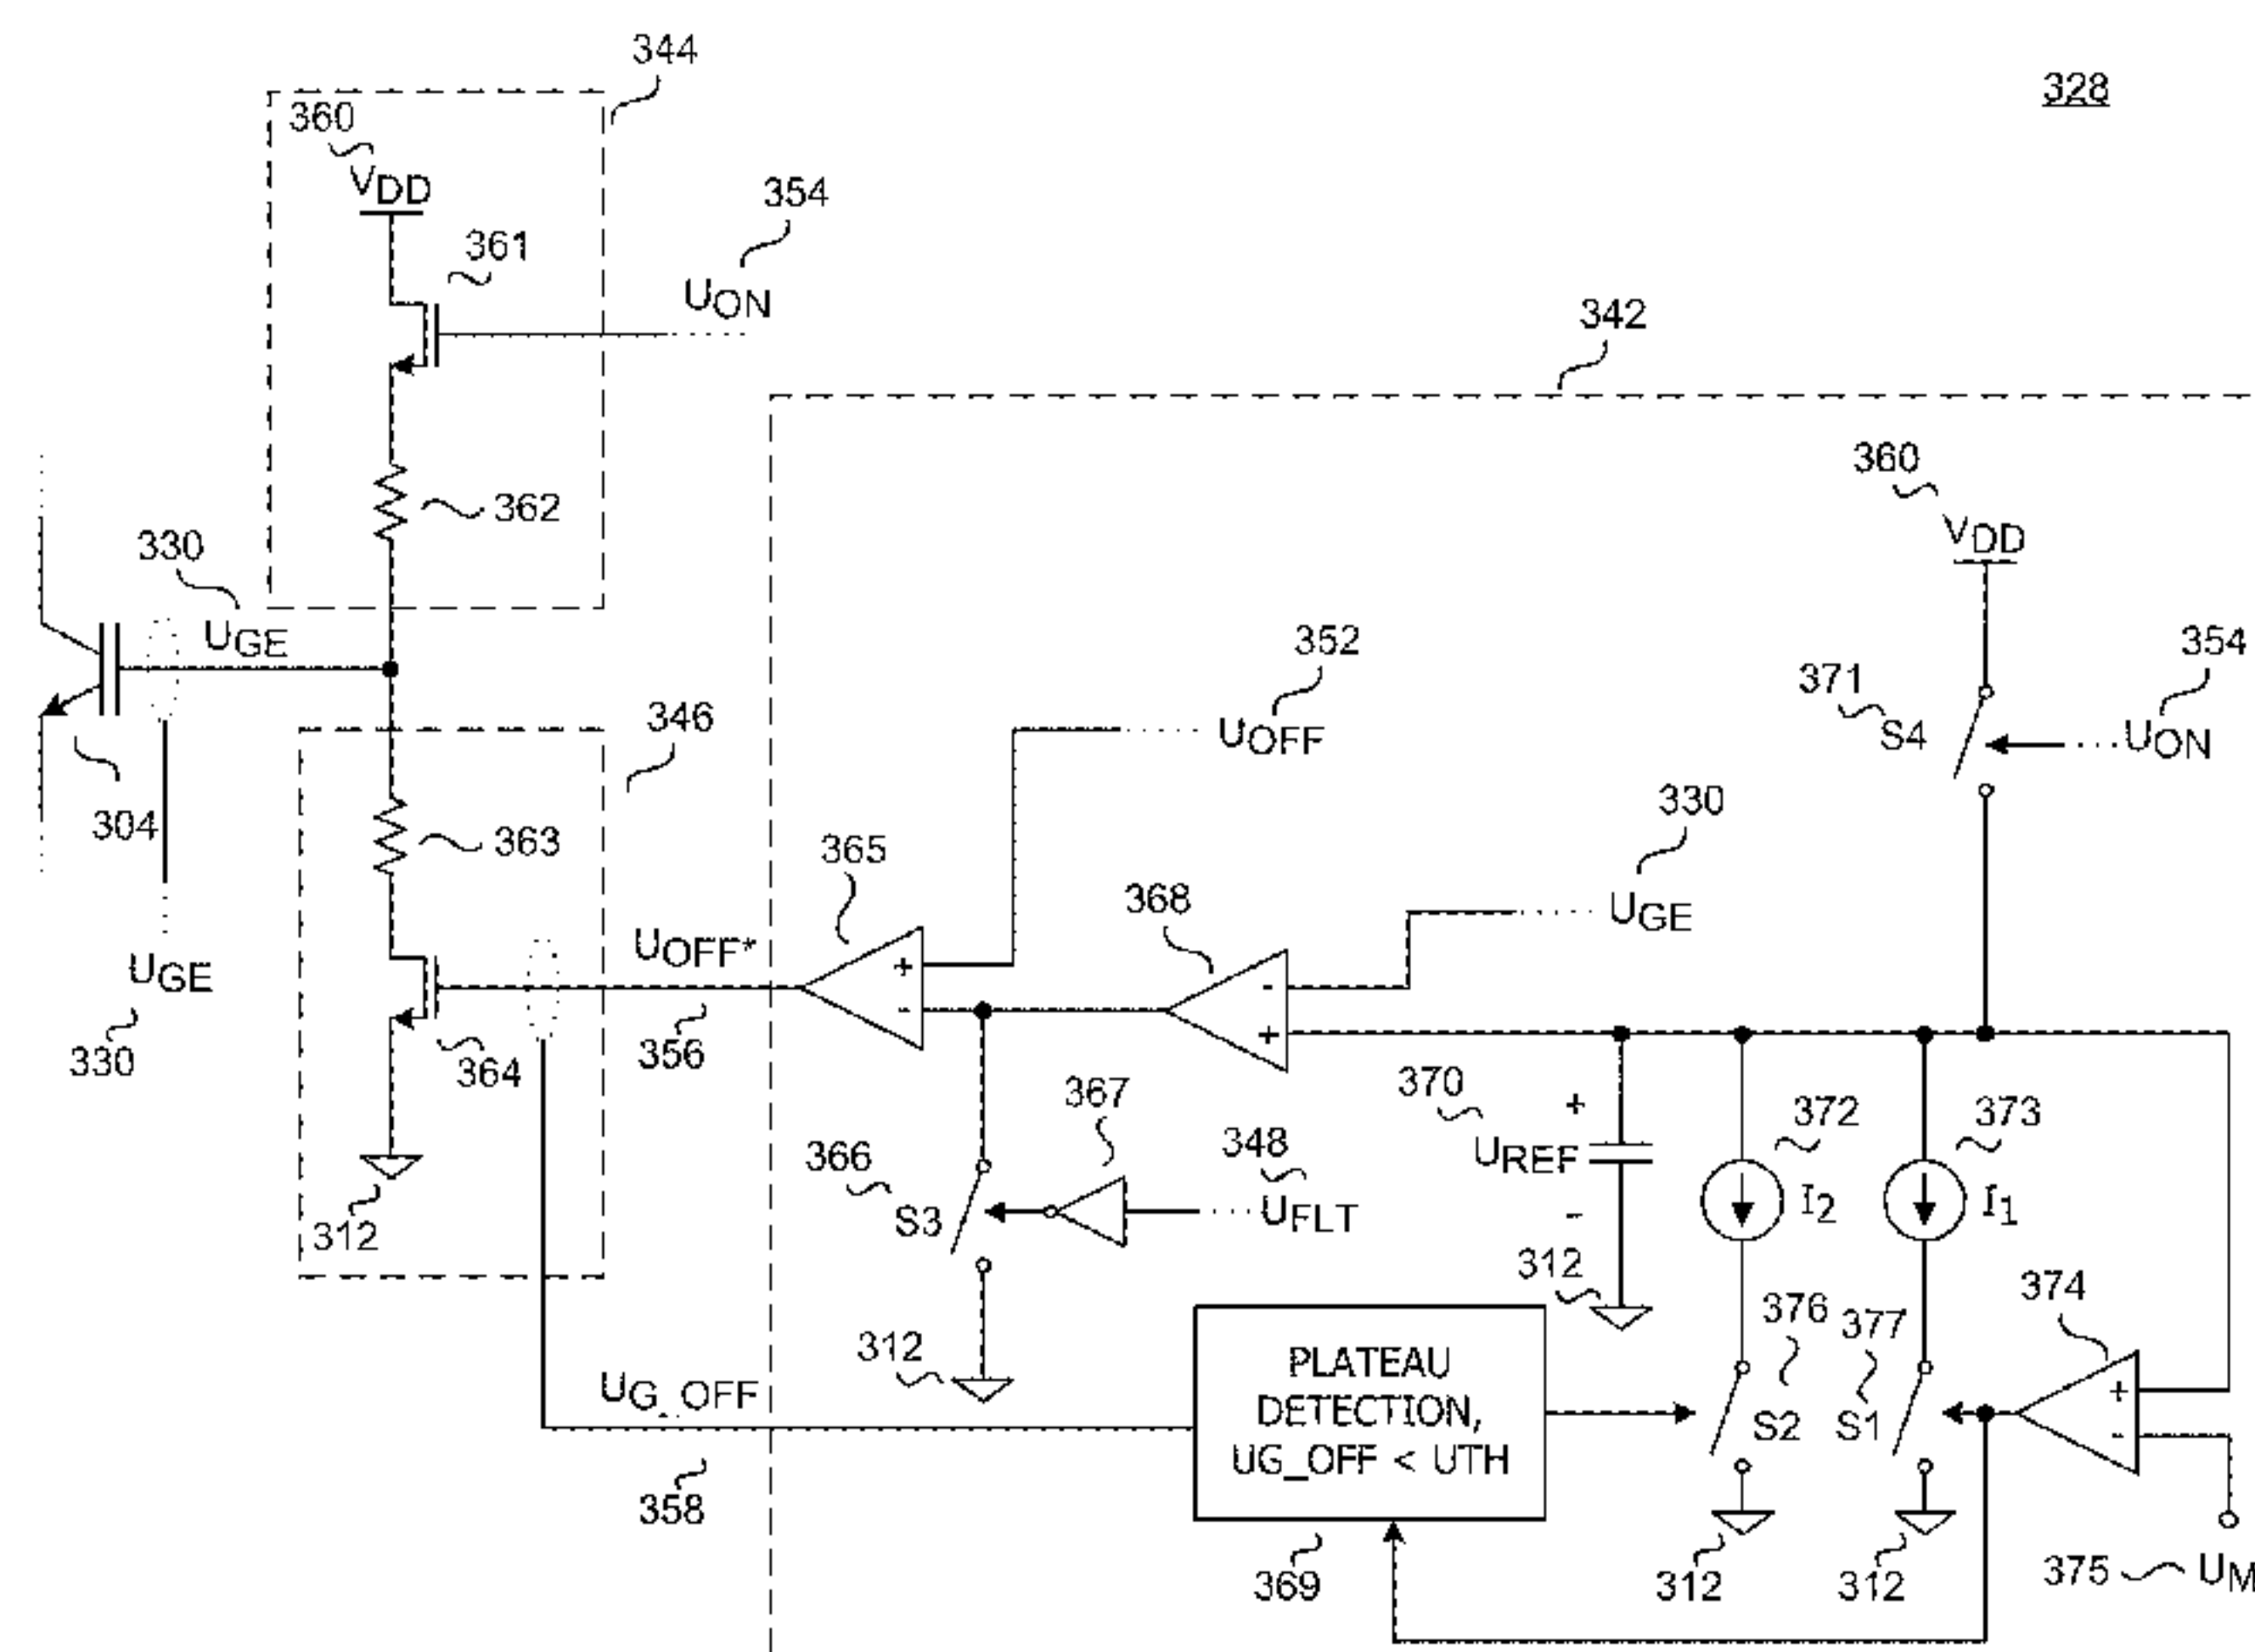 344
328
360
VDD
354
361
UON
342
362
360
330
VDD
UGE
352
354
346
371
UOFF
S4
UON
304
363
330
365
368
UGE
UOFF*
UGE
+
-
-
+
330
364
356
370
+
372
373
367
366
348
UREF
I2
I1
S3
UFLT
-
312
312
374
376
377
312
PLATEAU
DETECTION,
UG_OFF < UTH
UG_OFF
S2
S1
+
-
358
369
312
312
375
UM